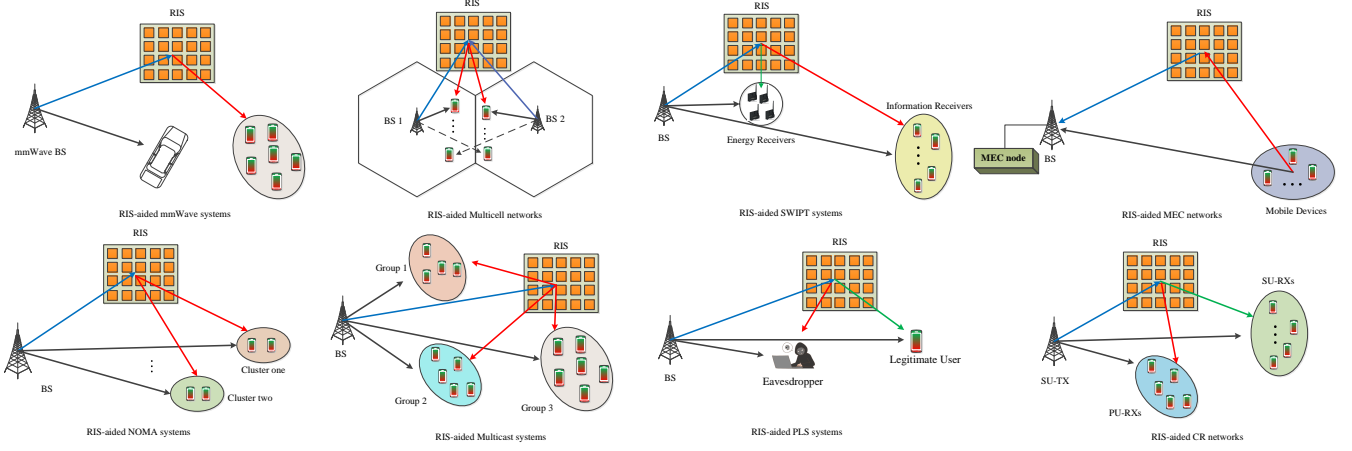 RIS
mmWave BS
RIS-aided mmWave systems
RIS
BS 1
BS 2
RIS-aided Multicell networks
RIS
BS
Energy Receivers
Information Receivers
RIS-aided SWIPT systems
RIS
BS
MEC node
Mobile Devices
RIS-aided MEC networks
RIS
BS
Cluster one
Cluster two
RIS-aided NOMA systems
RIS
Group 1
BS
Group 2
Group 3
RIS-aided Multicast systems
RIS
BS
Eavesdropper
Legitimate User
RIS-aided PLS systems
RIS
SU-RXs
SU-TX
PU-RXs
RIS-aided CR networks